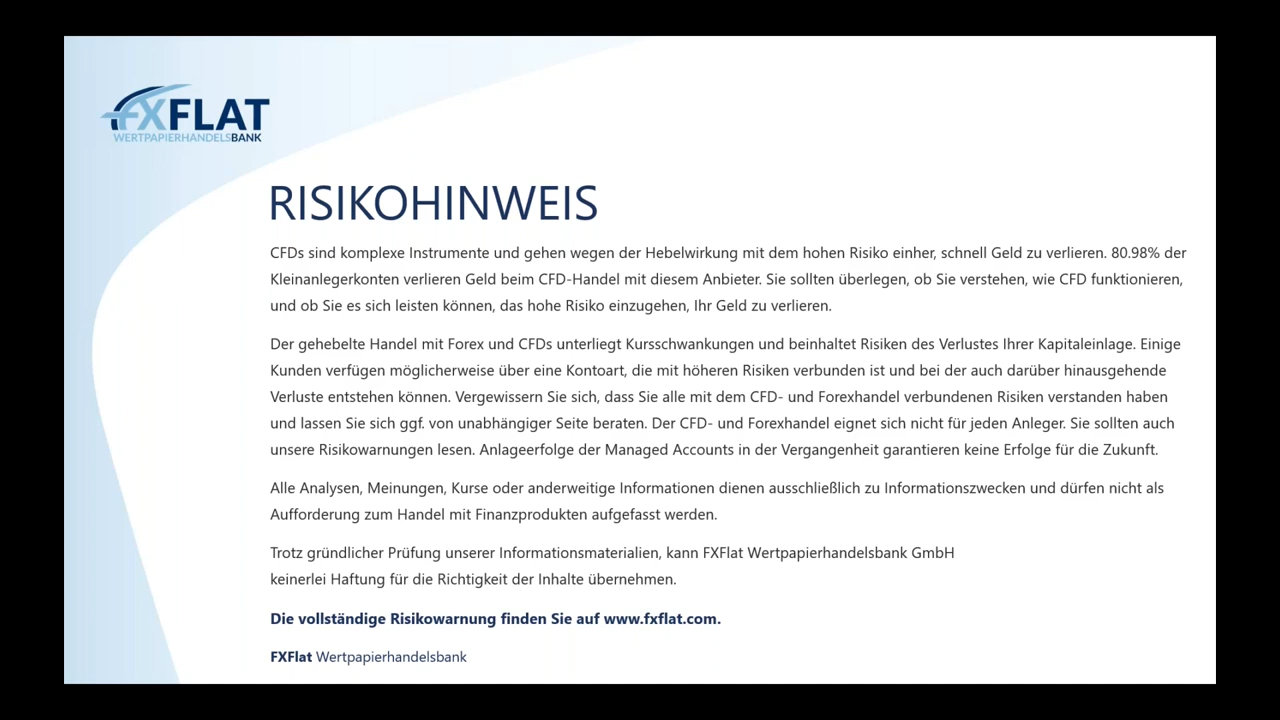 FXFLAT
WERTPAPIERHANDELSBANK
RISIKOHINWEIS
CFDs sind komplexe Instrumente und gehen wegen der Hebelwirkung mit dem hohen Risiko einher, schnell Geld zu verlieren. 80.98% der
Kleinanlegerkonten verlieren Geld beim CFD-Handel mit diesem Anbieter. Sie sollten überlegen, ob Sie verstehen, wie CFD funktionieren,
und ob Sie es sich leisten können, das hohe Risiko einzugehen, Ihr Geld zu verlieren.
Der gehebelte Handel mit Forex und CFDs unterliegt Kursschwankungen und beinhaltet Risiken des Verlustes Ihrer Kapitaleinlage. Einige
Kunden verfügen möglicherweise über eine Kontoart, die mit höheren Risiken verbunden ist und bei der auch darüber hinausgehende
Verluste entstehen können. Vergewissern Sie sich, dass Sie alle mit dem CFD- und Forexhandel verbundenen Risiken verstanden haben
und lassen Sie sich ggf. von unabhängiger Seite beraten. Der CFD- und Forexhandel eignet sich nicht für jeden Anleger. Sie sollten auch
unsere Risikowarnungen lesen. Anlageerfolge der Managed Accounts in der Vergangenheit garantieren keine Erfolge für die Zukunft.
Alle Analysen, Meinungen, Kurse oder anderweitige Informationen dienen ausschließlich zu Informationszwecken und dürfen nicht als
Aufforderung zum Handel mit Finanzprodukten aufgefasst werden.
Trotz gründlicher Prüfung unserer Informationsmaterialien, kann FXFlat Wertpapierhandelsbank GmbH
keinerlei Haftung für die Richtigkeit der Inhalte übernehmen.
Die vollständige Risikowarnung finden Sie auf www.fxflat.com.
FXFlat Wertpapierhandelsbank